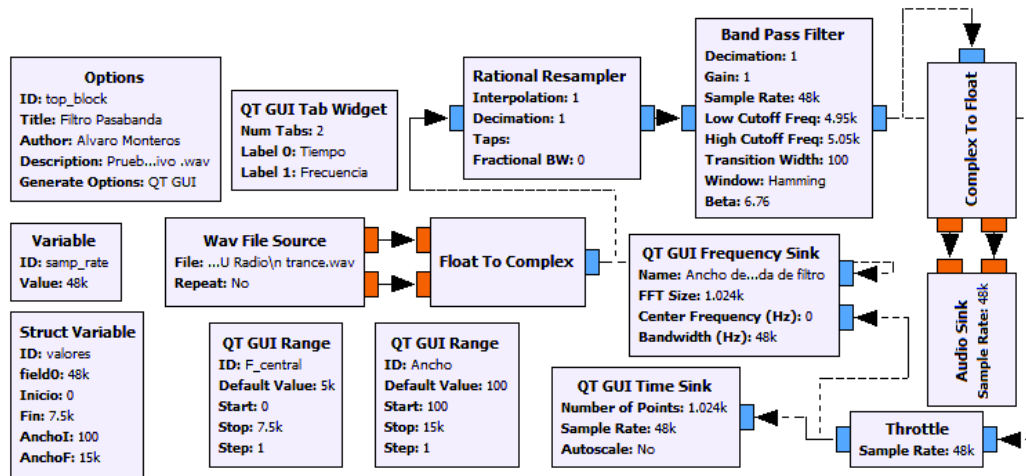 Options
ID: top_block
Title: Filtro Pasabanda
Author: Alvaro Monteros
Description: Prueb...ivo .wav
Generate Options: QT GUI
QT GUI Tab Widget
Num Tabs: 2
Label 0: Tiempo
Label 1: Frecuencia
Rational Resampler
Interpolation: 1
Decimation: 1
Taps:
Fractional BW: 0
Band Pass Filter
Decimation: 1
Gain: 1
Sample Rate: 48k
Low Cutoff Freq: 4.95k
High Cutoff Freq: 5.05k
Transition Width: 100
Window: Hamming
Beta: 6.76
Complex To Float
Variable
ID: samp_rate
Value: 48k
Wav File Source
File: ...U Radio\n trance.wav
Repeat: No
Float To Complex
QT GUI Frequency Sink
Name: Ancho de...da de filtro
FFT Size: 1.024k
Center Frequency (Hz): 0
Bandwidth (Hz): 48k
Audio Sink
Sample Rate: 48k
Struct Variable
ID: valores
field0: 48k
Inicio: 0
Fin: 7.5k
AnchoI: 100
AnchoF: 15k
QT GUI Range
ID: F_central
Default Value: 5k
Start: 0
Stop: 7.5k
Step: 1
QT GUI Range
ID: Ancho
Default Value: 100
Start: 100
Stop: 15k
Step: 1
QT GUI Time Sink
Number of Points: 1.024k
Sample Rate: 48k
Autoscale: No
Throttle
Sample Rate: 48k